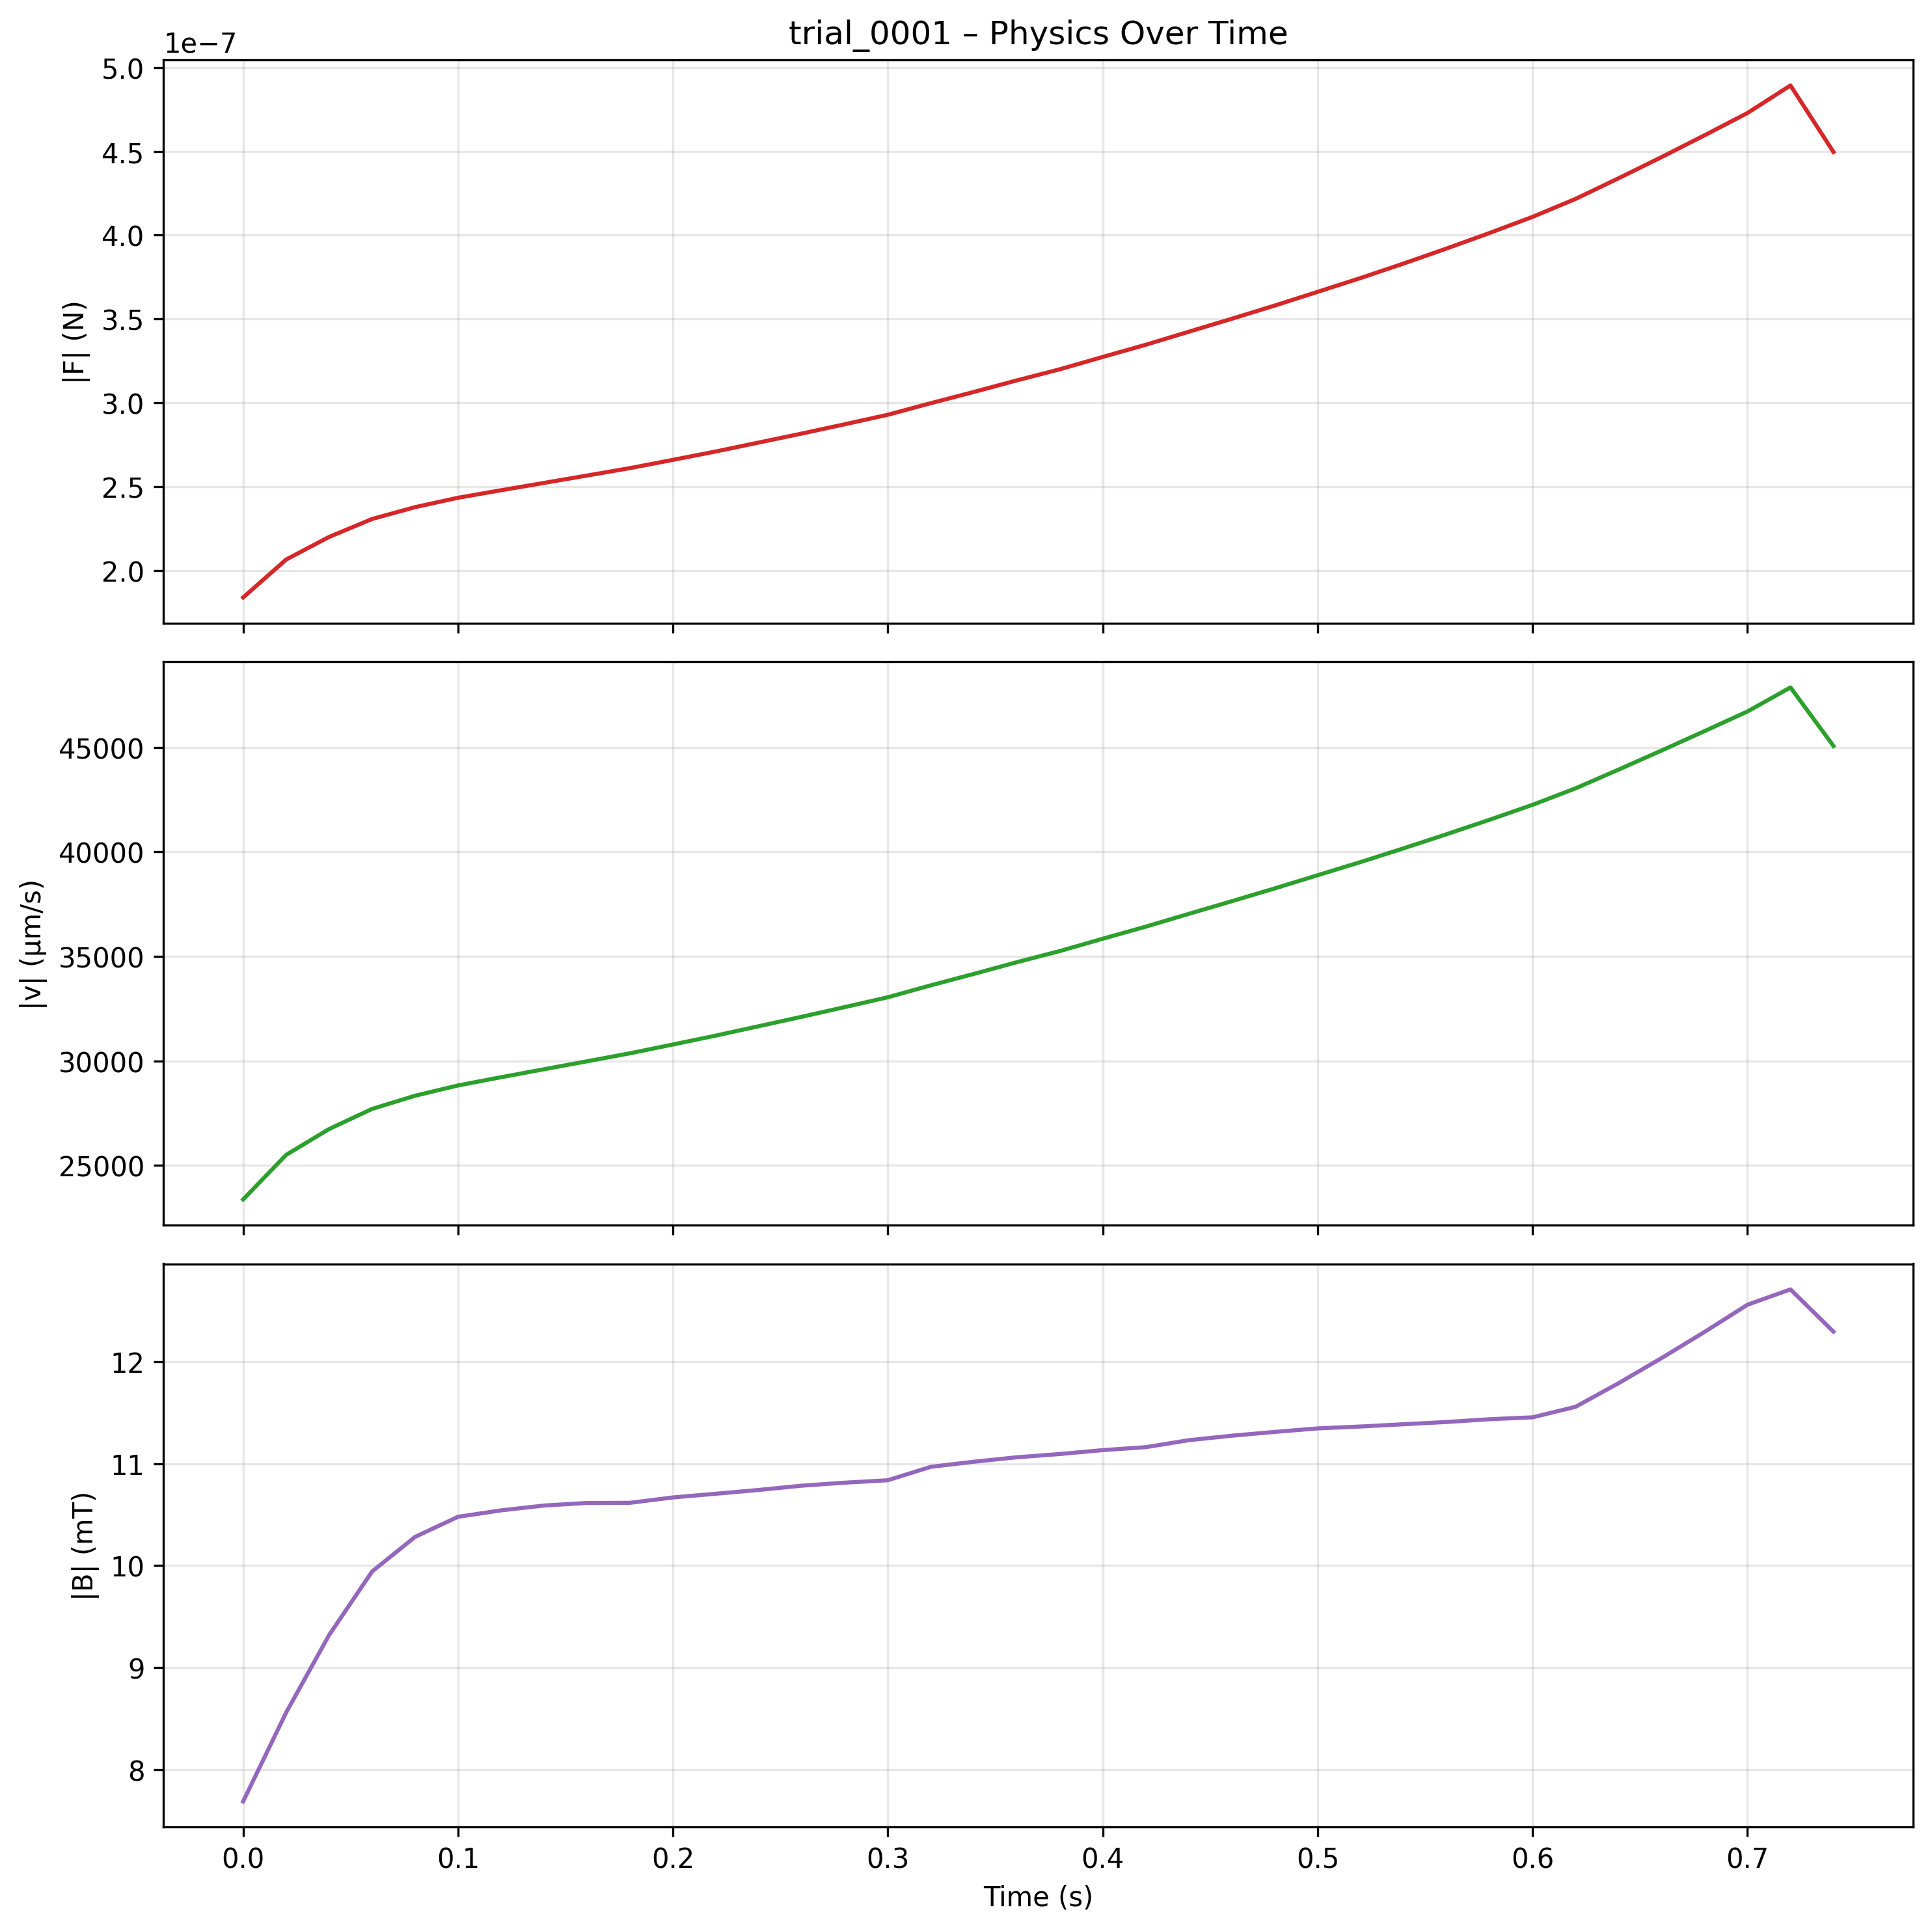 trial_0001 – Physics Over Time
1e−7
5.0
4.5
4.0
3.5
3.0
2.5
2.0
|F| (N)
45000
40000
35000
30000
25000
|v| (μm/s)
12
11
10
9
8
|B| (mT)
0.0 0.1 0.2 0.3 0.4 0.5 0.6 0.7
Time (s)